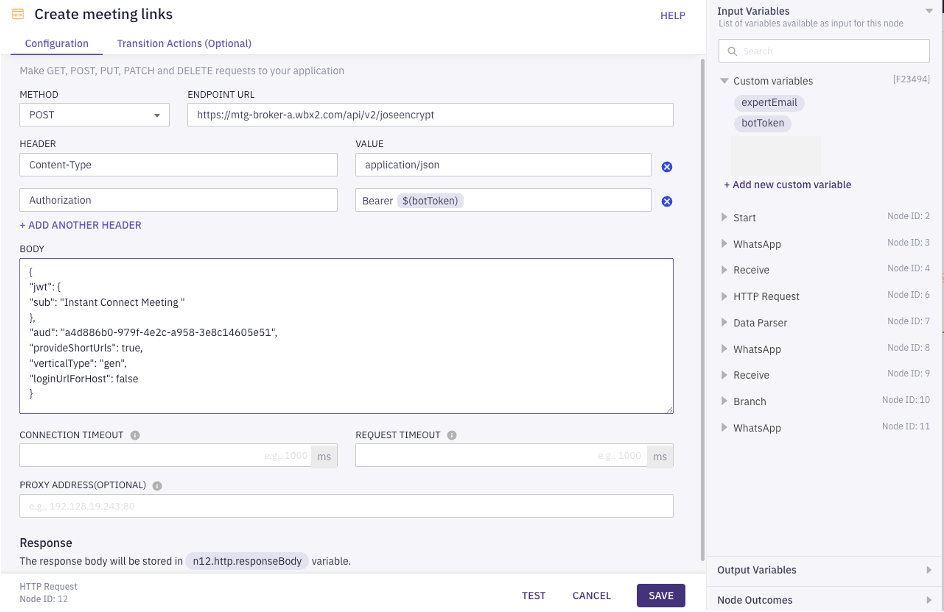 Create meeting links
HELP
Configuration
Transition Actions (Optional)
Make GET, POST, PUT, PATCH and DELETE requests to your application
METHOD
ENDPOINT URL
POST
https://mtg-broker-a.wbx2.com/api/v2/joseencrypt
HEADER
VALUE
Content-Type
application/json
Authorization
Bearer $(botToken)
+ ADD ANOTHER HEADER
BODY
{
"jwt": {
"sub": "Instant Connect Meeting "
},
"aud": "a4d886b0-979f-4e2c-a958-3e8c14605e51",
"provideShortUrls": true,
"verticalType": "gen",
"loginUrlForHost": false
}
CONNECTION TIMEOUT
REQUEST TIMEOUT
e.g., 1000 ms
e.g., 1000 ms
PROXY ADDRESS(OPTIONAL)
e.g., 192.128.19.243:80
Response
The response body will be stored in n12.http.responseBody variable.
HTTP Request
Node ID: 12
TEST
CANCEL
SAVE
Input Variables
List of variables available as input for this node
Search
Custom variables
[F23494]
expertEmail
botToken
+ Add new custom variable
Start
Node ID: 2
WhatsApp
Node ID: 3
Receive
Node ID: 4
HTTP Request
Node ID: 6
Data Parser
Node ID: 7
WhatsApp
Node ID: 8
Receive
Node ID: 9
Branch
Node ID: 10
WhatsApp
Node ID: 11
Output Variables
Node Outcomes